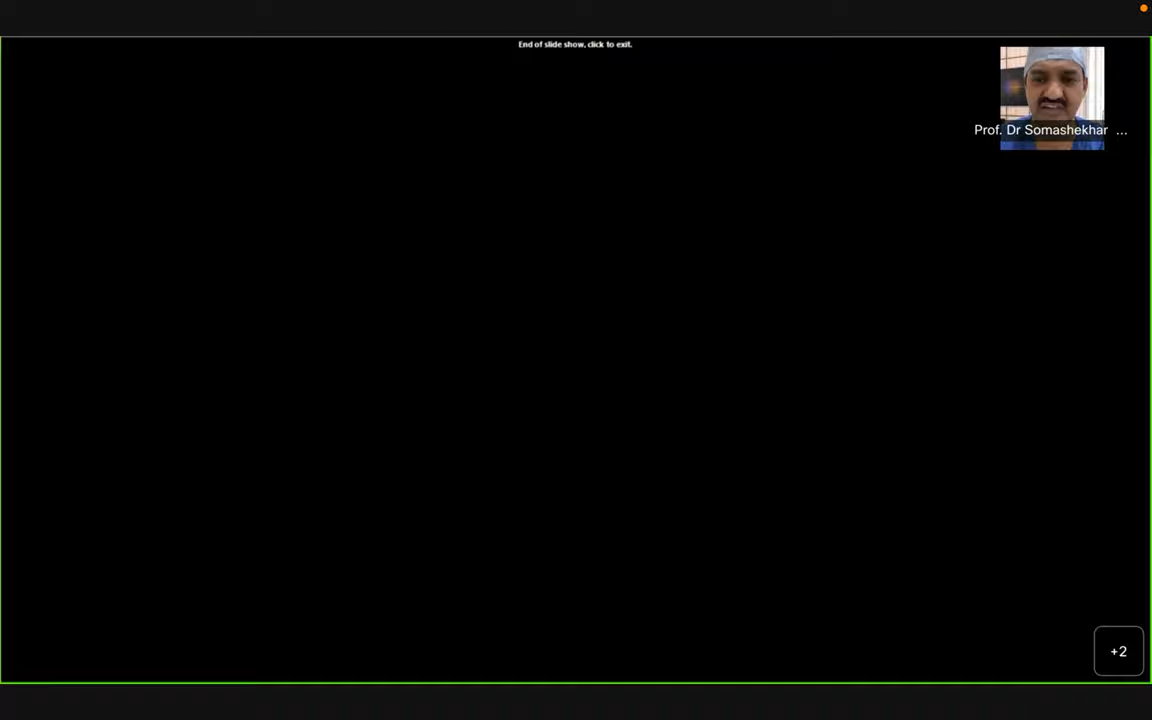 End of slide show, click to exit.
Prof. Dr Somashekhar ...
+2